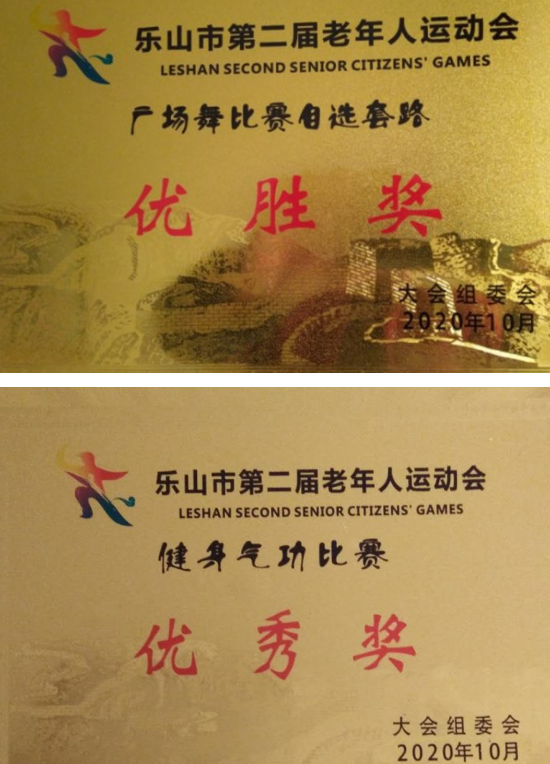 乐山市第二届老年人运动会
LESHAN SECOND SENIOR CITIZENS' GAMES
广场舞比赛自选套路
优胜奖
大会组委会
2020年10月
乐山市第二届老年人运动会
LESHAN SECOND SENIOR CITIZENS' GAMES
健身气功比赛
优秀奖
大会组委会
2020年10月